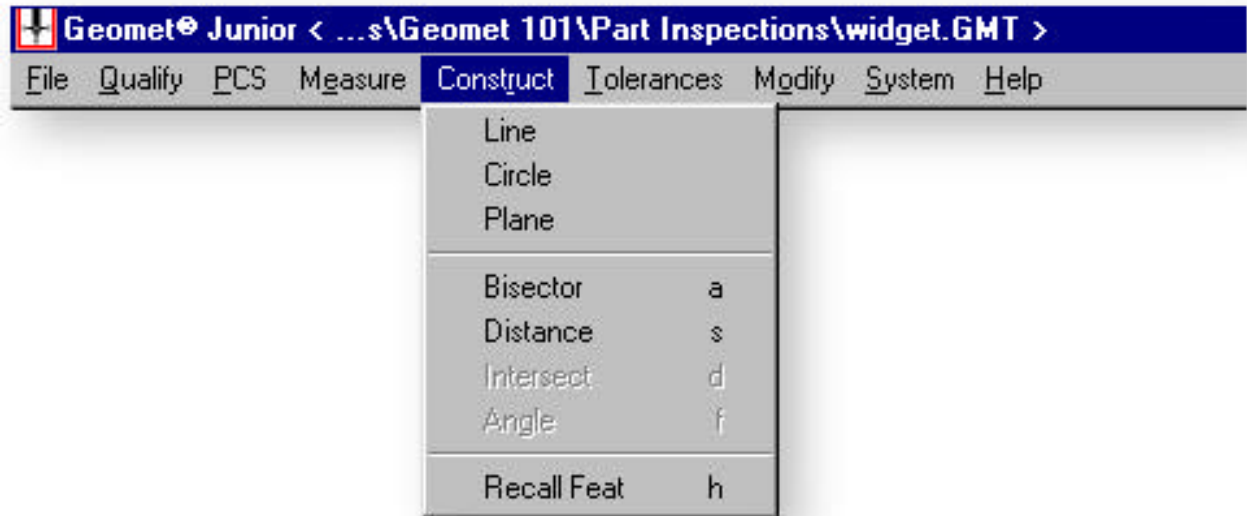 Geomet® Junior < ...s\Geomet 101\Part Inspections\widget.GMT >
File Qualify PCS Measure Construct Tolerances Modify System Help
Line
Circle
Plane
Bisector a
Distance s
Intersect d
Angle f
Recall Feat h